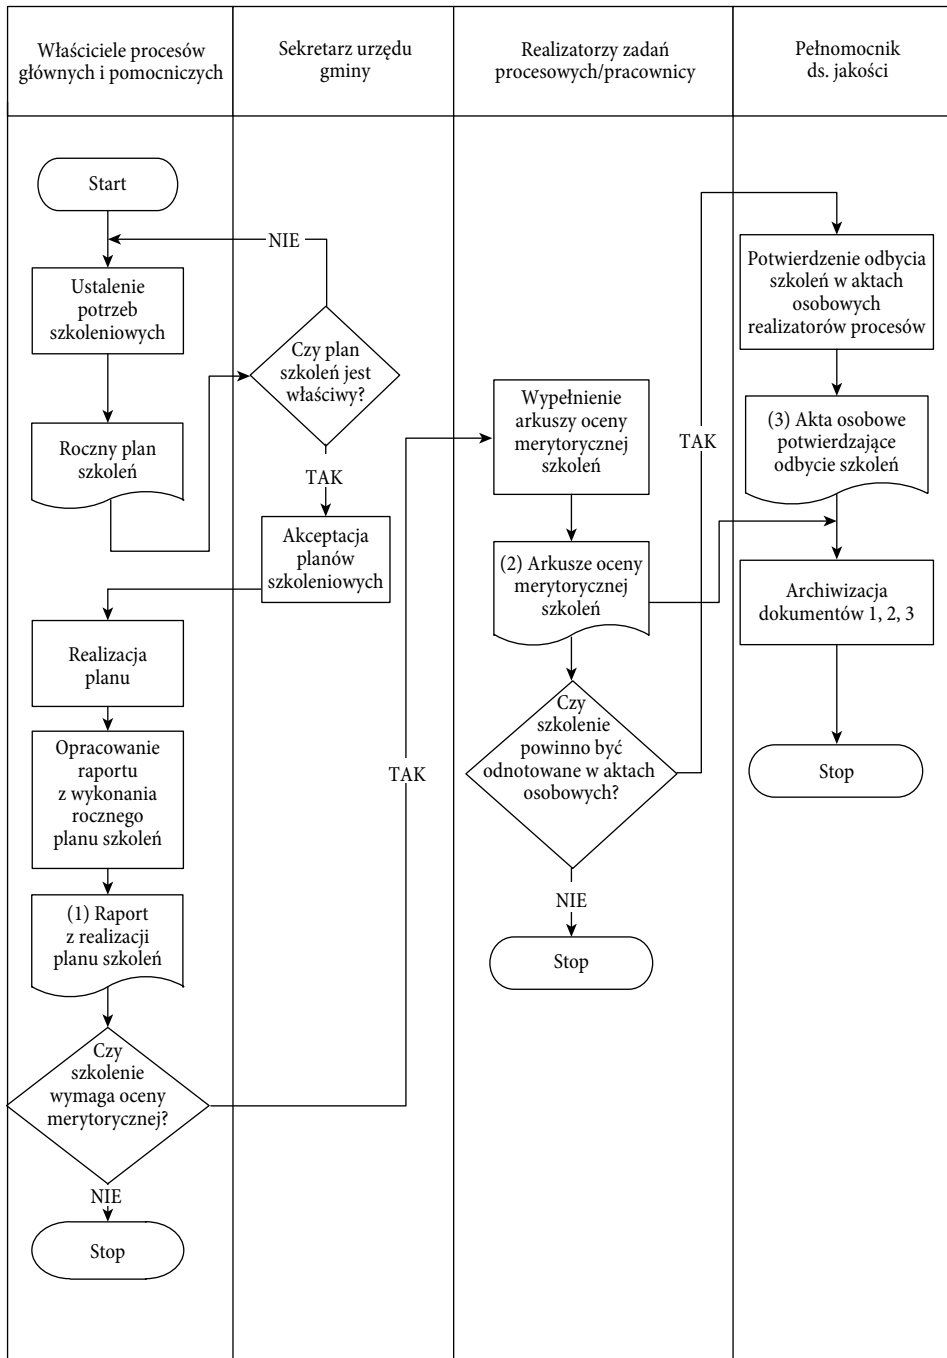 Właściciele procesów
głównych i pomocniczych
Sekretarz urzędu
gminy
Realizatorzy zadań
procesowych/pracownicy
Pełnomocnik
ds. jakości
Start
NIE
Ustalenie
potrzeb
szkoleniowych
Roczny plan
szkoleń
Czy plan
szkoleń jest
właściwy?
TAK
Akceptacja
planów
szkoleniowych
Realizacja
planu
Opracowanie
raportu
z wykonania
rocznego
planu szkoleń
(1) Raport
z realizacji
planu szkoleń
Czy
szkolenie
wymaga oceny
merytorycznej?
NIE
Stop
TAK
Wypełnienie
arkuszy oceny
merytorycznej
szkoleń
(2) Arkusze oceny
merytorycznej
szkoleń
Czy
szkolenie
powinno być
odnotowane w aktach
osobowych?
NIE
Stop
TAK
Potwierdzenie odbycia
szkoleń w aktach
osobowych
realizatorów procesów
(3) Akta osobowe
potwierdzające
odbycie szkoleń
Archiwizacja
dokumentów 1, 2, 3
Stop